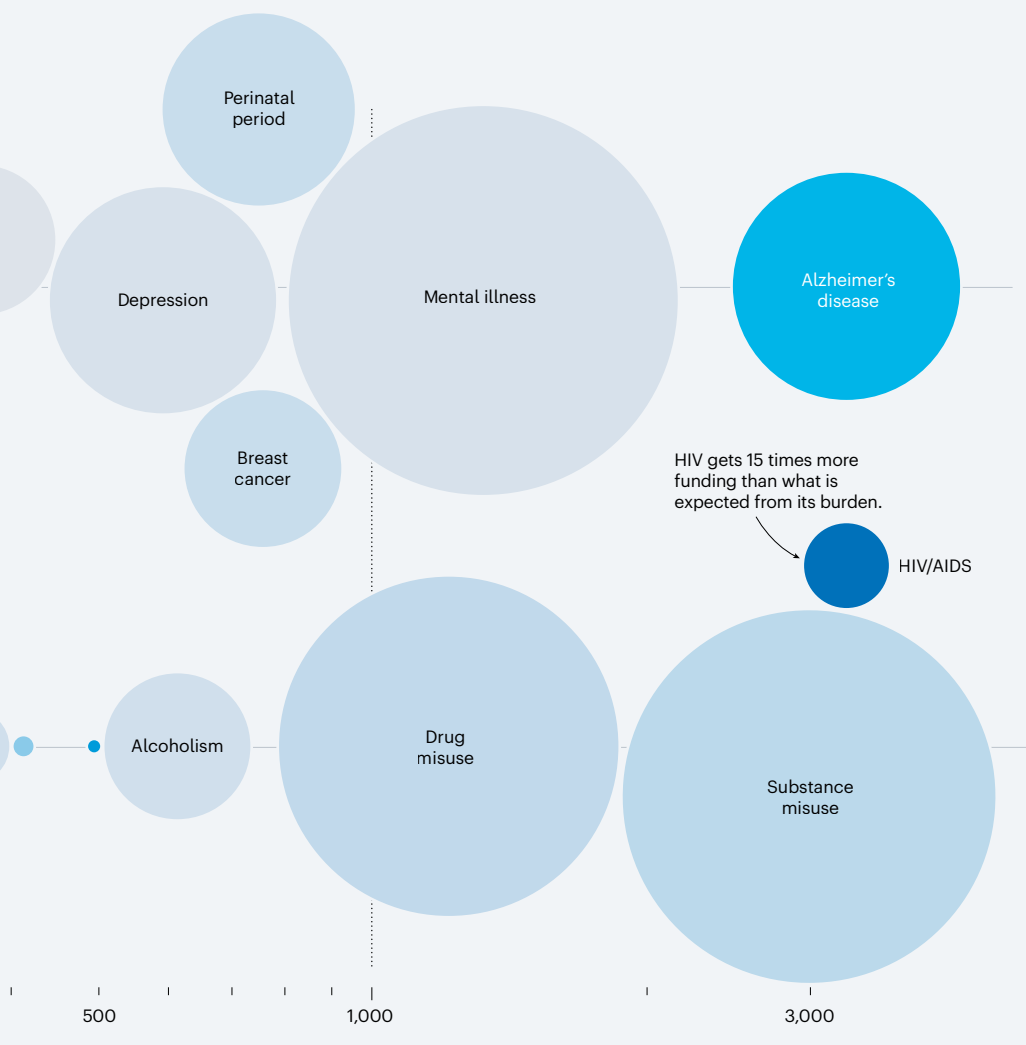 Perinatal
period
Depression
Mental illness
Alzheimer’s
disease
Breast
cancer
HIV gets 15 times more
funding than what is
expected from its burden.
HIV/AIDS
Alcoholism
Drug
misuse
Substance
misuse
500
1,000
3,000